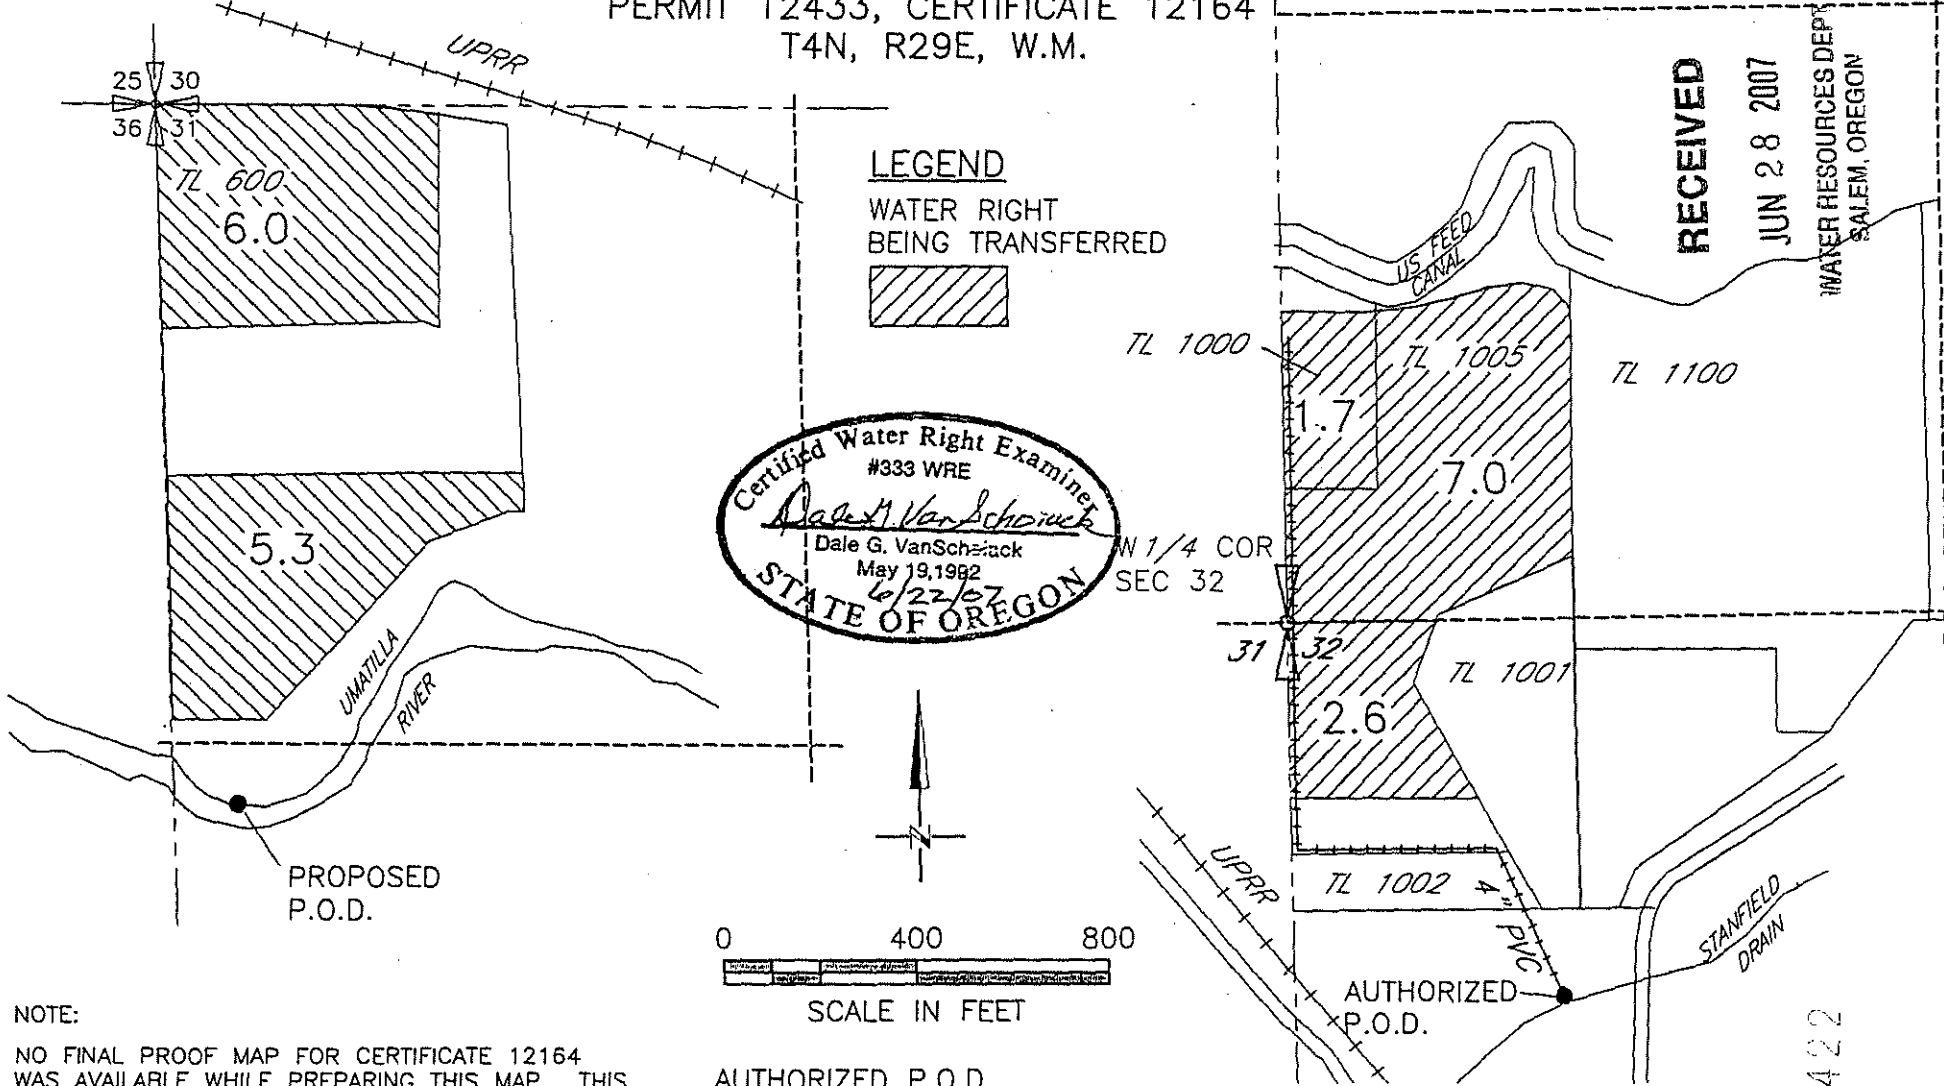 PERMIT 12433, CERTIFICATE 12164
T4N, R29E, W.M.
UPRR
25 30
36 31
TL 600
6.0
5.3
UMATILLA
RIVER
PROPOSED
P.O.D.
LEGEND
WATER RIGHT
BEING TRANSFERRED
Certified Water Right Examiner
#333 WRE
Dale G. VanSchoiack
Dale G. VanSchoiack
May 19, 1992
6/22/07
STATE OF OREGON
W 1/4 COR
SEC 32
31 32
N
0 400 800
SCALE IN FEET
RECEIVED
JUN 28 2007
WATER RESOURCES DEPT
SALEM, OREGON
US FEED
CANAL
TL 1000
TL 1005
TL 1100
1.7
7.0
TL 1001
2.6
TL 1002
UPRR
4" PVC
STANFIELD
DRAIN
AUTHORIZED
P.O.D.
NOTE:
NO FINAL PROOF MAP FOR CERTIFICATE 12164
WAS AVAILABLE WHILE PREPARING THIS MAP. THIS
AUTHORIZED P.O.D.
422